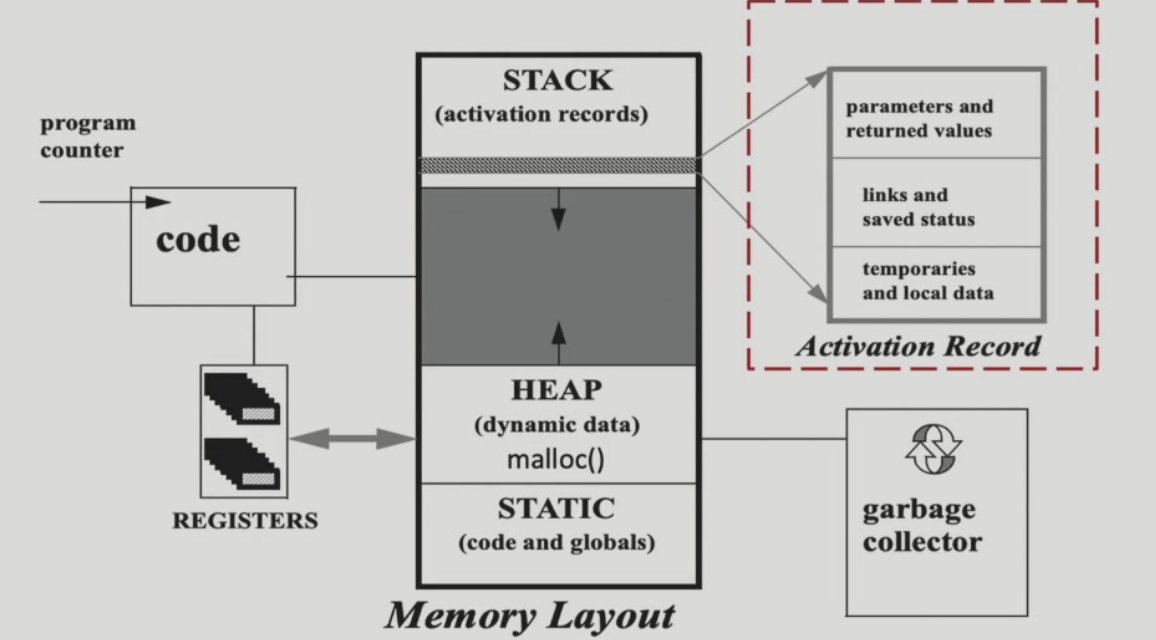 program
counter
code
REGISTERS
STACK
(activation records)
HEAP
(dynamic data)
malloc()
STATIC
(code and globals)
Memory Layout
parameters and
returned values
links and
saved status
temporaries
and local data
Activation Record
garbage
collector